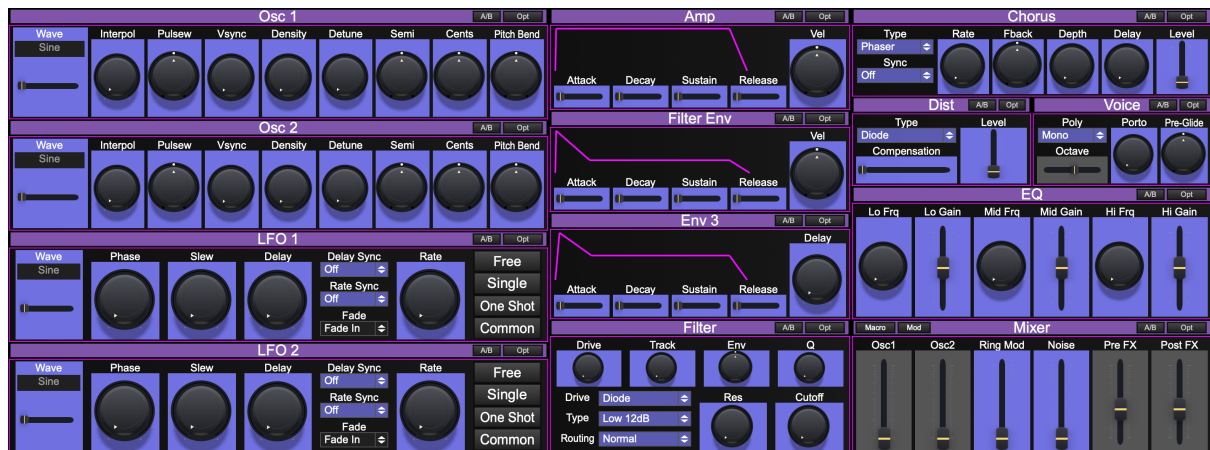 Osc 1 A/B Opt
Wave Interpol Pulsew Vsync Density Detune Semi Cents Pitch Bend
Sine
Osc 2 A/B Opt
Wave Interpol Pulsew Vsync Density Detune Semi Cents Pitch Bend
Sine
LFO 1 A/B Opt
Wave Phase Slew Delay Delay Sync Rate Free
Sine Off
Rate Sync Single
Off One Shot
Fade
Fade In Common
LFO 2 A/B Opt
Wave Phase Slew Delay Delay Sync Rate Free
Sine Off
Rate Sync Single
Off One Shot
Fade
Fade In Common
Amp A/B Opt
Vel
Attack Decay Sustain Release
Filter Env A/B Opt
Vel
Attack Decay Sustain Release
Env 3 A/B Opt
Delay
Attack Decay Sustain Release
Filter A/B Opt
Drive Track Env Q
Drive Diode Res Cutoff
Type Low 12dB
Routing Normal
Chorus A/B Opt
Type Rate Fback Depth Delay Level
Phaser
Sync
Off
Dist A/B Opt
Type Level
Diode
Compensation
Voice A/B Opt
Poly Porto Pre-Glide
Mono
Octave
EQ A/B Opt
Lo Frq Lo Gain Mid Frq Mid Gain Hi Frq Hi Gain
Macro Mod Mixer A/B Opt
Osc1 Osc2 Ring Mod Noise Pre FX Post FX